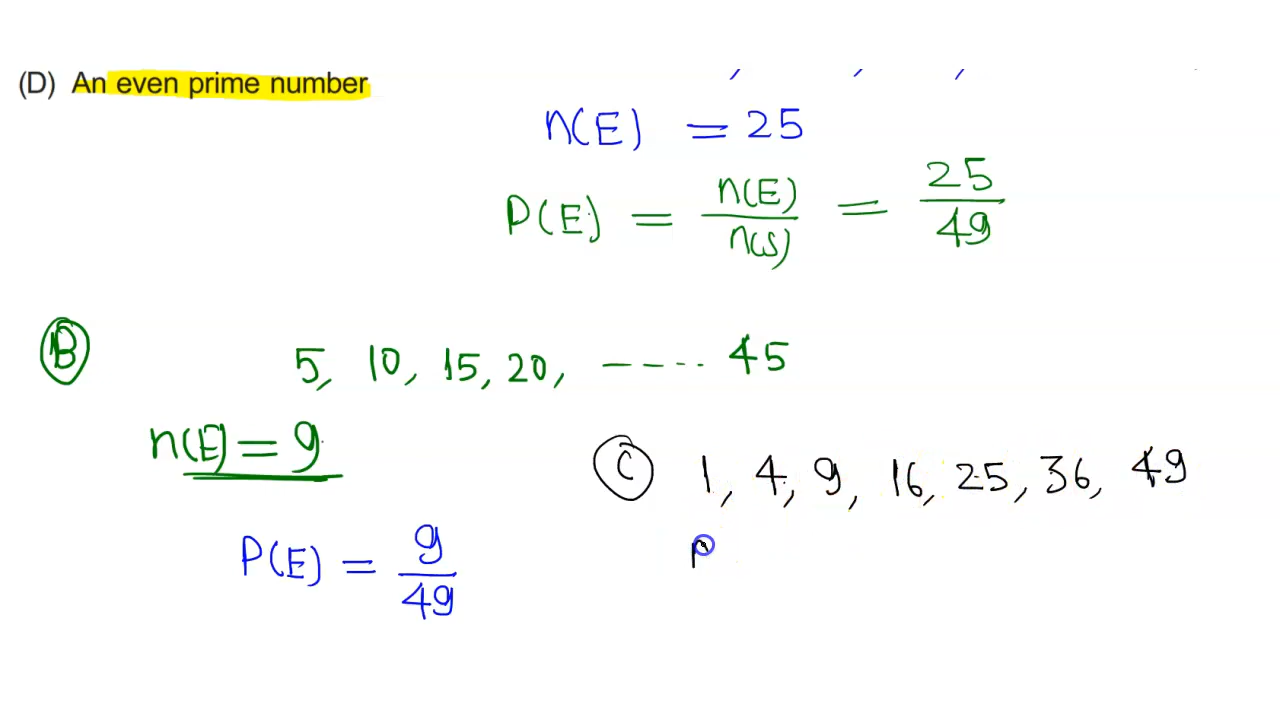 (D) An even prime number
n(E) = 25
P(E) = n(E)/n(S) = 25/49
B 5, 10, 15, 20, ---... 45
n(E) = 9
C 1, 4, 9, 16, 25, 36, 49
P(E) = 9/49